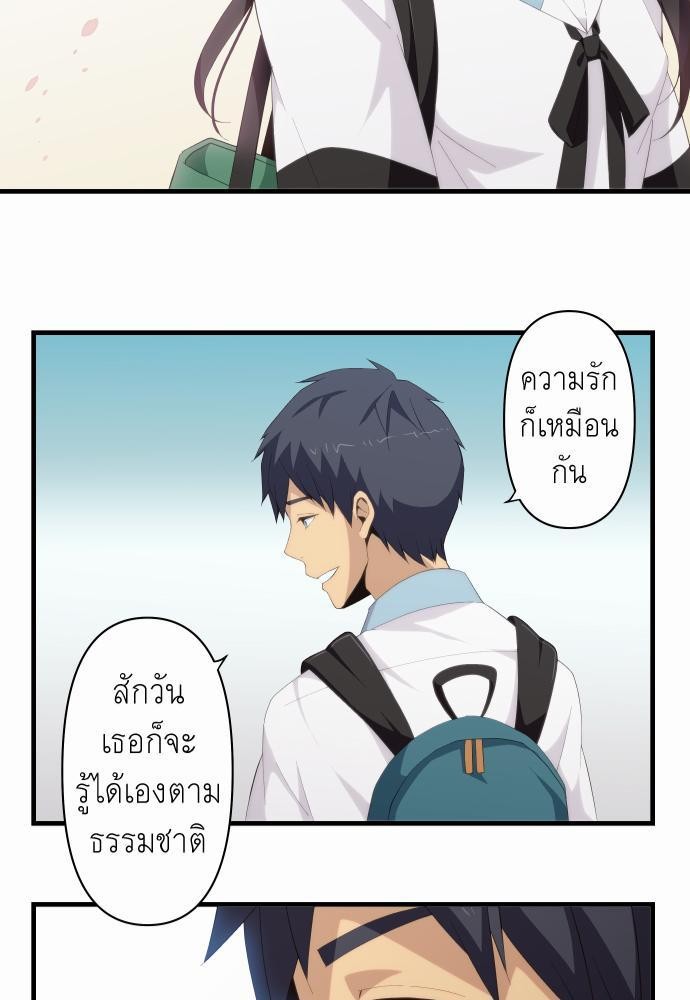 ความรัก
ก็เหมือน
กัน
สักวัน
เธอก็จะ
รู้ได้เองตาม
ธรรมชาติ